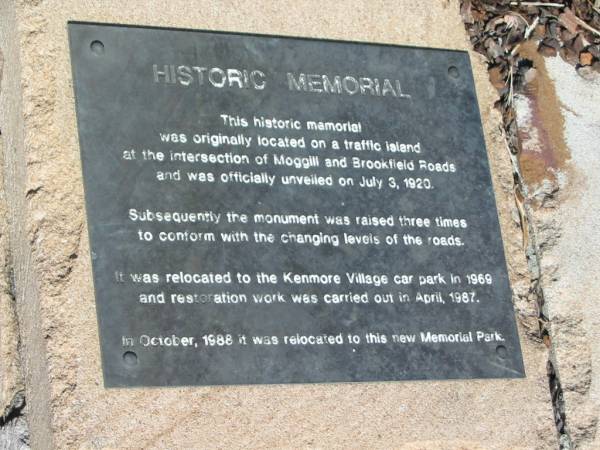 HISTORIC MEMORIAL
This historic memorial
was originally located on a traffic island
at the intersection of Moggill and Brookfield Roads
and was officially unveiled on July 3, 1920.
Subsequently the monument was raised three times
to conform with the changing levels of the roads.
It was relocated to the Kenmore Village car park in 1969
and restoration work was carried out in April, 1987.
In October, 1988 it was relocated to this new Memorial Park.